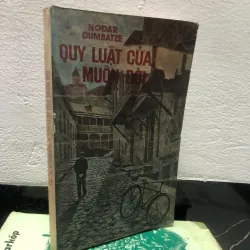 NODAR
DUMBATZE
QUY LUẬT CỦA
MUÔN ĐỜI